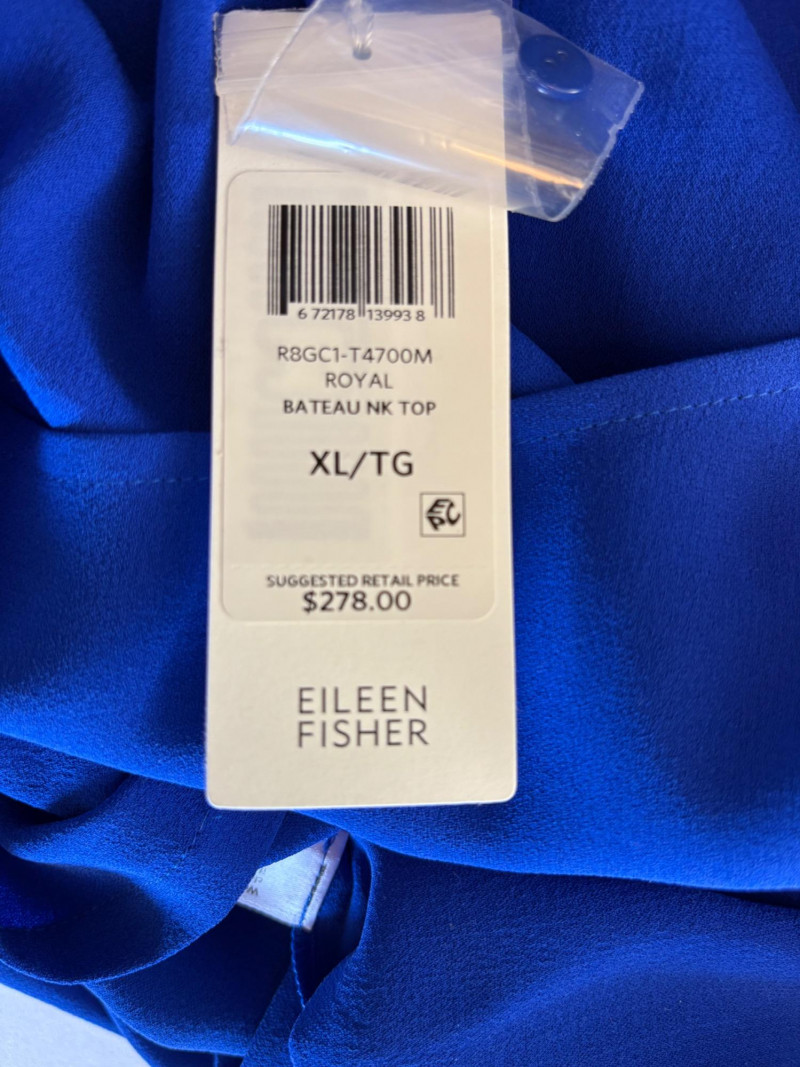 6 72178 13993 8
R8GC1-T4700M
ROYAL
BATEAU NK TOP
XL/TG
EPC
SUGGESTED RETAIL PRICE
$278.00
EILEEN
FISHER